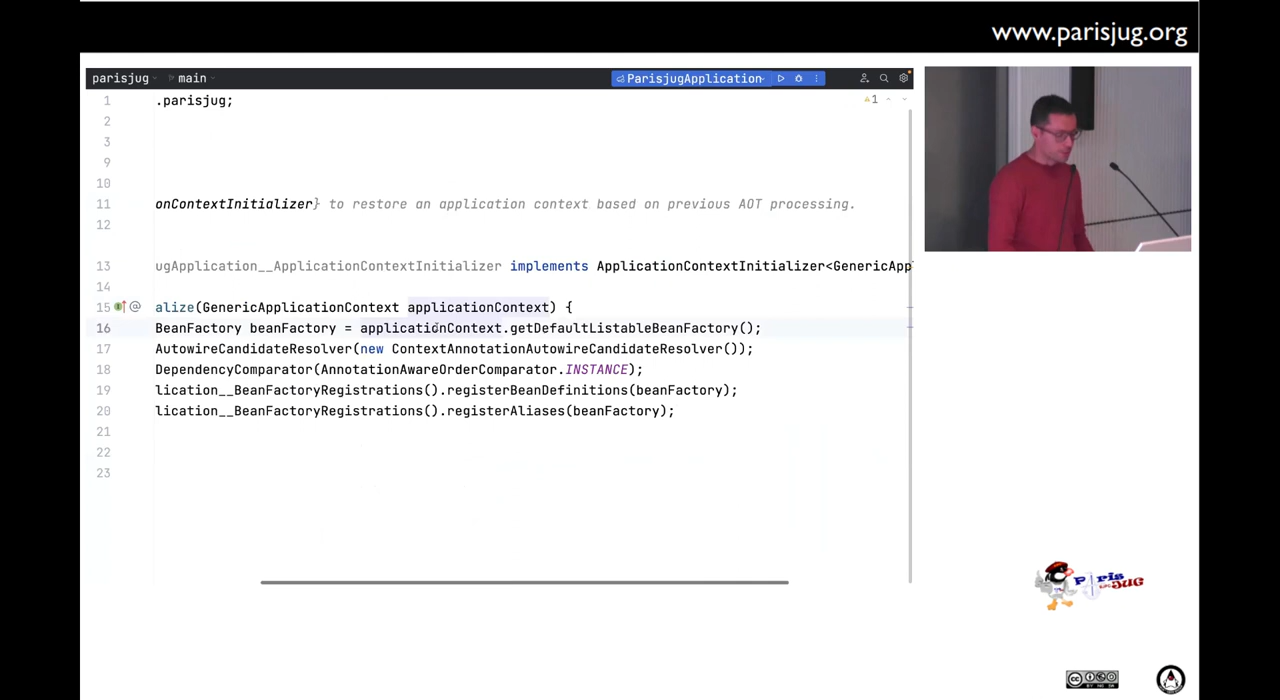 www.parisjug.org
parisjug main ParisjugApplication
1 .parisjug; 1
2
3
9
10
11 onContextInitializer} to restore an application context based on previous AOT processing.
12
13 ugApplication__ApplicationContextInitializer implements ApplicationContextInitializer<GenericApp
14
15 @ alize(GenericApplicationContext applicationContext) {
16 BeanFactory beanFactory = applicationContext.getDefaultListableBeanFactory();
17 AutowireCandidateResolver(new ContextAnnotationAutowireCandidateResolver());
18 DependencyComparator(AnnotationAwareOrderComparator.INSTANCE);
19 lication__BeanFactoryRegistrations().registerBeanDefinitions(beanFactory);
20 lication__BeanFactoryRegistrations().registerAliases(beanFactory);
21
22
23
Paris
JUG
cc